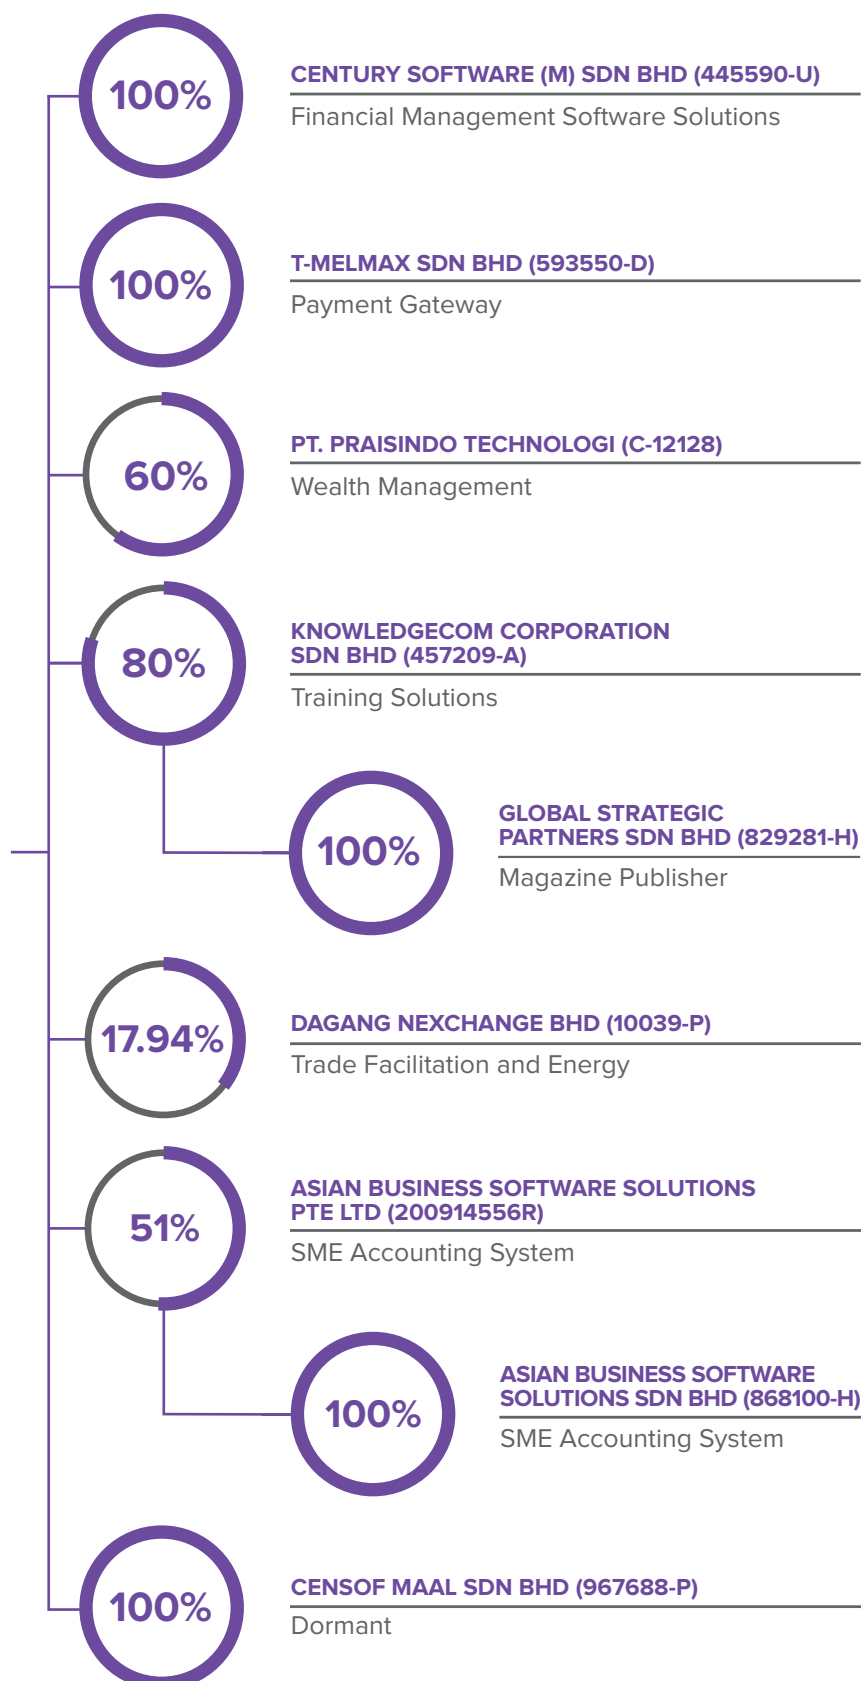 100%
CENTURY SOFTWARE (M) SDN BHD (445590-U)
Financial Management Software Solutions
100%
T-MELMAX SDN BHD (593550-D)
Payment Gateway
60%
PT. PRAISINDO TECHNOLOGI (C-12128)
Wealth Management
80%
KNOWLEDGECOM CORPORATION
SDN BHD (457209-A)
Training Solutions
100%
GLOBAL STRATEGIC
PARTNERS SDN BHD (829281-H)
Magazine Publisher
17.94%
DAGANG NEXCHANGE BHD (10039-P)
Trade Facilitation and Energy
51%
ASIAN BUSINESS SOFTWARE SOLUTIONS
PTE LTD (200914556R)
SME Accounting System
100%
ASIAN BUSINESS SOFTWARE
SOLUTIONS SDN BHD (868100-H)
SME Accounting System
100%
CENSOF MAAL SDN BHD (967688-P)
Dormant